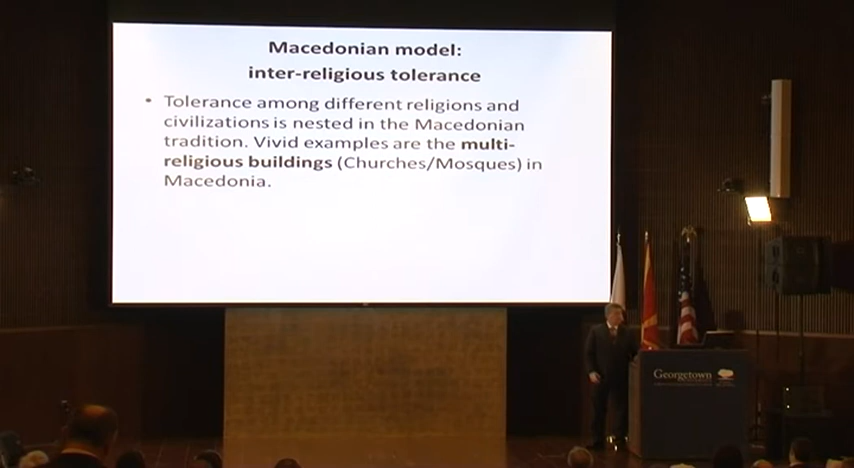 Macedonian model:
inter-religious tolerance
• Tolerance among different religions and
civilizations is nested in the Macedonian
tradition. Vivid examples are the multi-
religious buildings (Churches/Mosques) in
Macedonia.
Georgetown